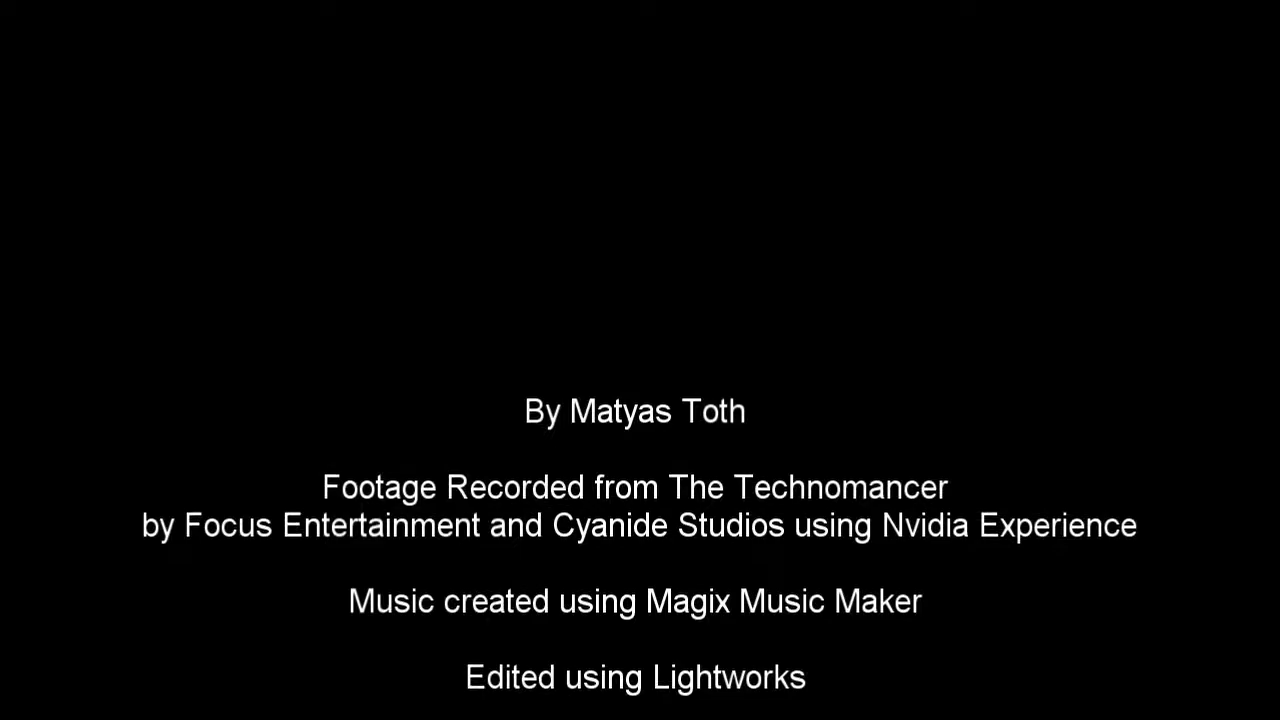 By Matyas Toth
Footage Recorded from The Technomancer
by Focus Entertainment and Cyanide Studios using Nvidia Experience
Music created using Magix Music Maker
Edited using Lightworks